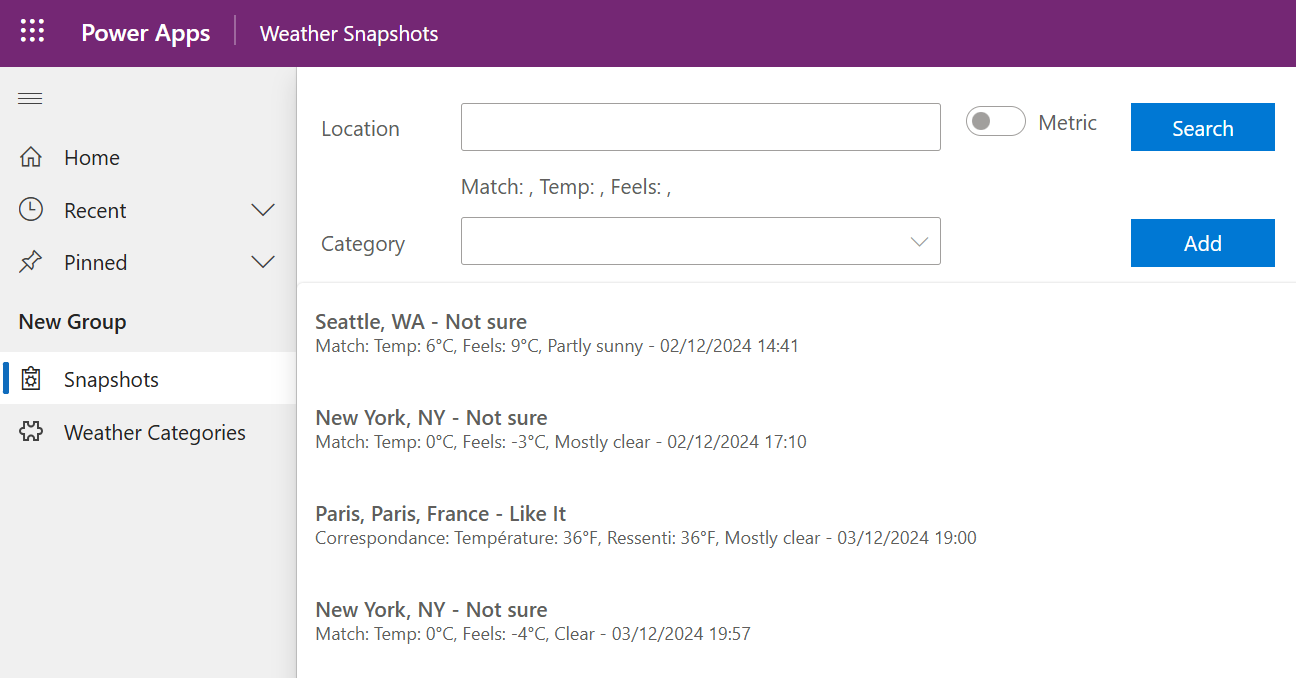 Power Apps
Weather Snapshots
Home
Recent
Pinned
New Group
Snapshots
Weather Categories
Location
Metric
Search
Match: , Temp: , Feels: ,
Category
Add
Seattle, WA - Not sure
Match: Temp: 6°C, Feels: 9°C, Partly sunny - 02/12/2024 14:41
New York, NY - Not sure
Match: Temp: 0°C, Feels: -3°C, Mostly clear - 02/12/2024 17:10
Paris, Paris, France - Like It
Correspondance: Température: 36°F, Ressenti: 36°F, Mostly clear - 03/12/2024 19:00
New York, NY - Not sure
Match: Temp: 0°C, Feels: -4°C, Clear - 03/12/2024 19:57